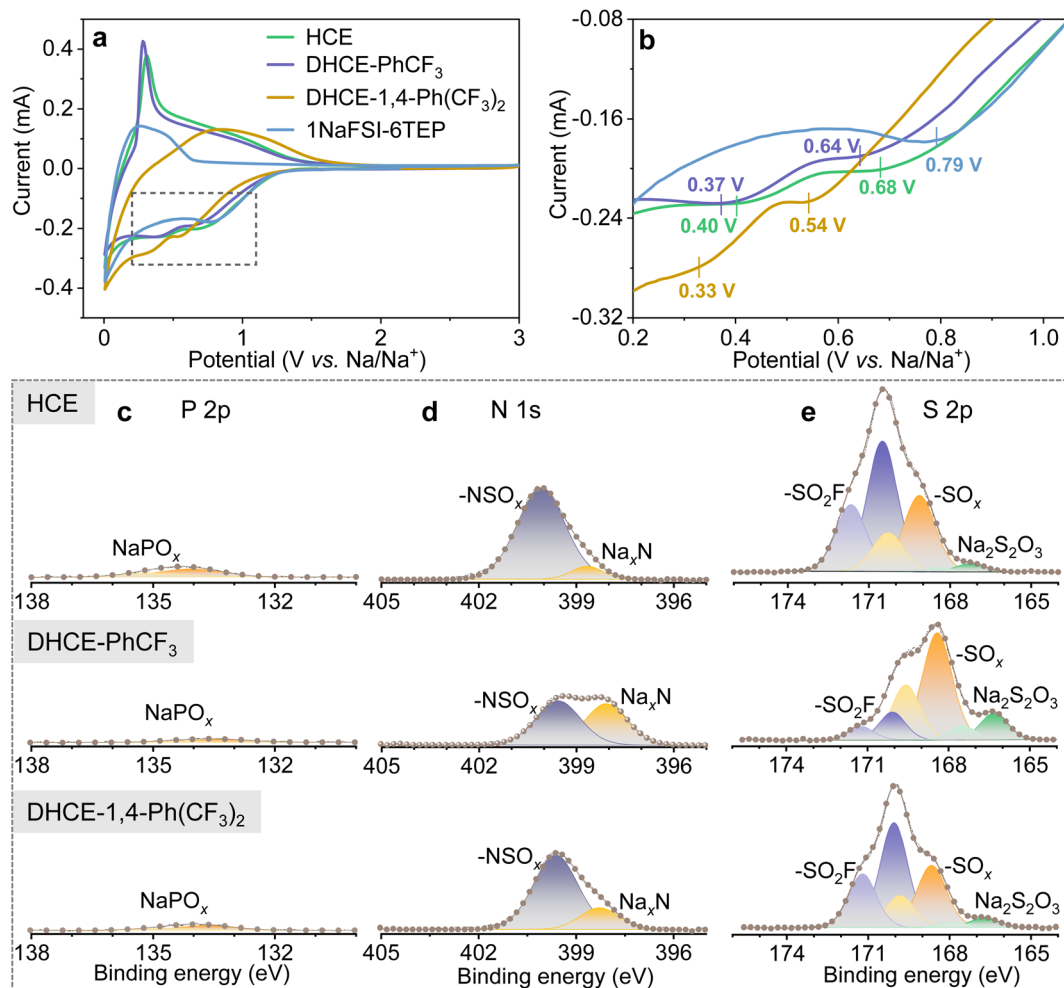 a
HCE
DHCE-PhCF₃
DHCE-1,4-Ph(CF₃)₂
1NaFSI-6TEP
Current (mA)
0.4
0.2
0.0
-0.2
-0.4
0
1
2
3
Potential (V vs. Na/Na⁺)
b
Current (mA)
-0.08
-0.16
-0.24
-0.32
0.64 V
0.79 V
0.37 V
0.68 V
0.40 V
0.54 V
0.33 V
0.2
0.4
0.6
0.8
1.0
Potential (V vs. Na/Na⁺)
HCE
c
P 2p
d
N 1s
e
S 2p
NaPOₓ
138
135
132
-NSOₓ
NaₓN
405
402
399
396
-SO₂F
-SOₓ
Na₂S₂O₃
174
171
168
165
DHCE-PhCF₃
NaPOₓ
138
135
132
-NSOₓ
NaₓN
405
402
399
396
-SO₂F
-SOₓ
Na₂S₂O₃
174
171
168
165
DHCE-1,4-Ph(CF₃)₂
NaPOₓ
138
135
132
Binding energy (eV)
-NSOₓ
NaₓN
405
402
399
396
Binding energy (eV)
-SO₂F
-SOₓ
Na₂S₂O₃
174
171
168
165
Binding energy (eV)